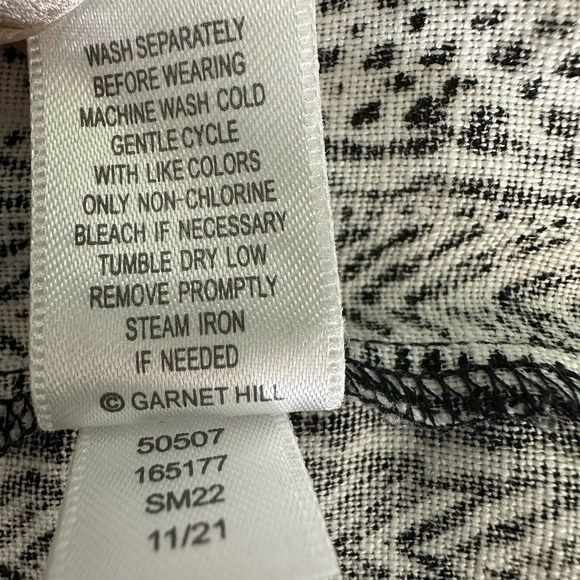 WASH SEPARATELY
BEFORE WEARING
MACHINE WASH COLD
GENTLE CYCLE
WITH LIKE COLORS
ONLY NON-CHLORINE
BLEACH IF NECESSARY
TUMBLE DRY LOW
REMOVE PROMPTLY
STEAM IRON
IF NEEDED
© GARNET HILL
50507
165177
SM22
11/21